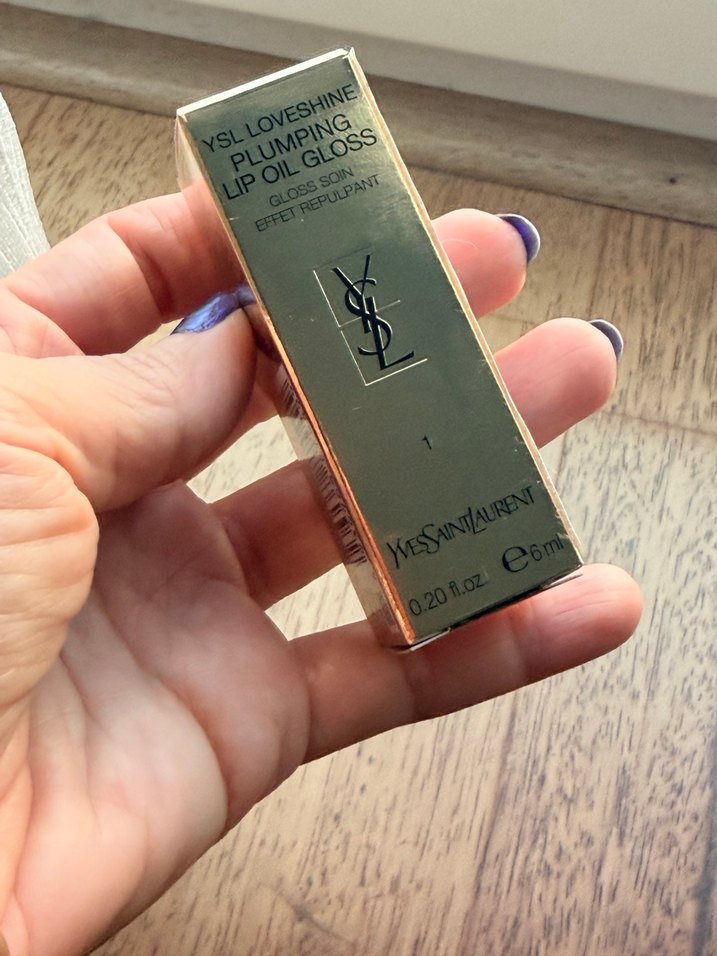 YSL LOVESHINE
PLUMPING
LIP OIL GLOSS
GLOSS SOIN
EFFET REPULPANT
YSL
1
YVESSAINTLAURENT
0.20 fl.oz ℮6 ml